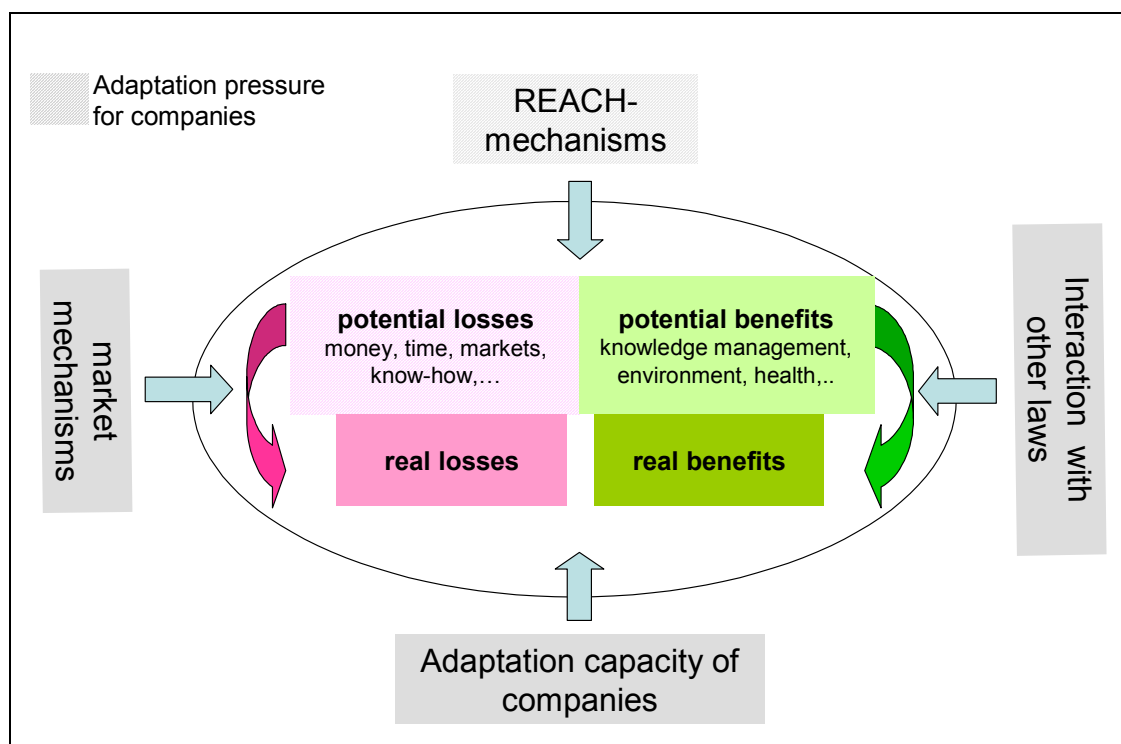 Adaptation pressure
for companies
REACH-
mechanisms
market
mechanisms
potential losses
money, time, markets,
know-how,…
potential benefits
knowledge management,
environment, health,..
real losses
real benefits
Interaction with
other laws
Adaptation capacity of
companies